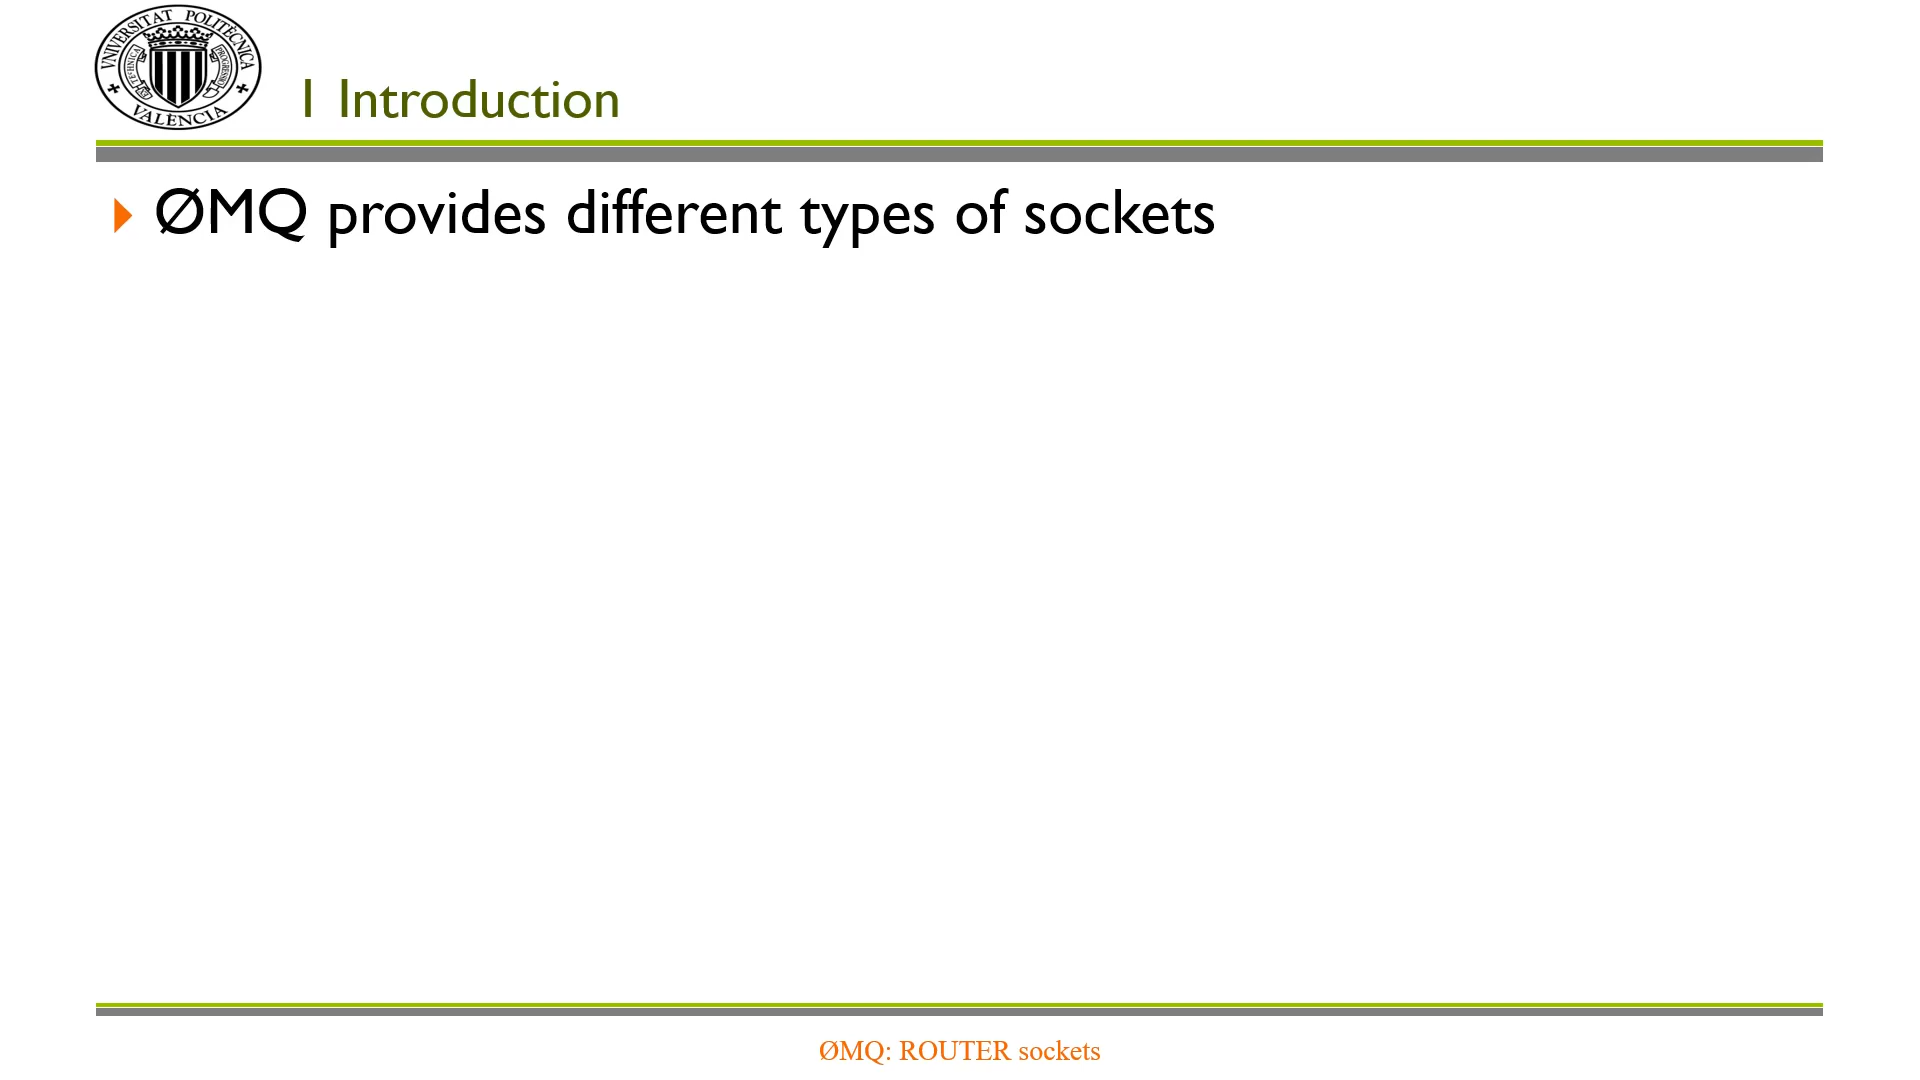 VNIVERSITAT POLITÈCNICA
VALÈNCIA
1 Introduction
ØMQ provides different types of sockets
ØMQ: ROUTER sockets